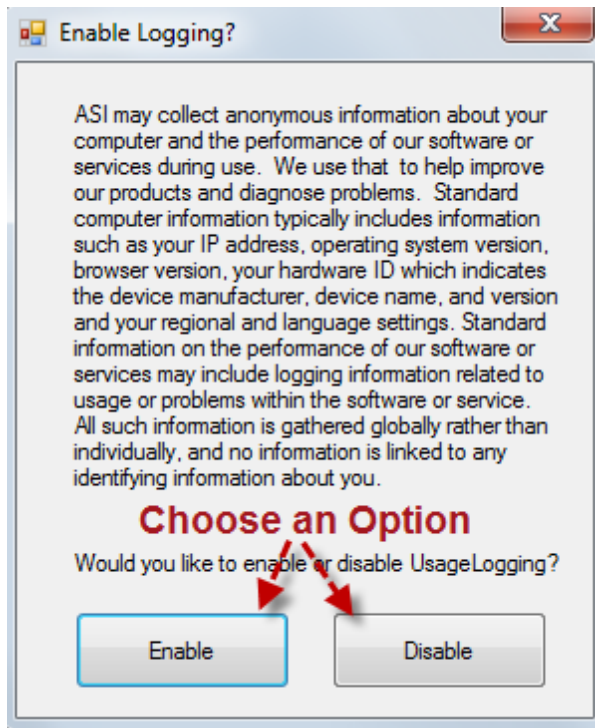 Enable Logging?
ASI may collect anonymous information about your
computer and the performance of our software or
services during use.  We use that  to help improve
our products and diagnose problems.  Standard
computer information typically includes information
such as your IP address, operating system version,
browser version, your hardware ID which indicates
the device manufacturer, device name, and version
and your regional and language settings. Standard
information on the performance of our software or
services may include logging information related to
usage or problems within the software or service.
All such information is gathered globally rather than
individually, and no information is linked to any
identifying information about you.
Choose an Option
Would you like to enable or disable UsageLogging?
Enable Disable